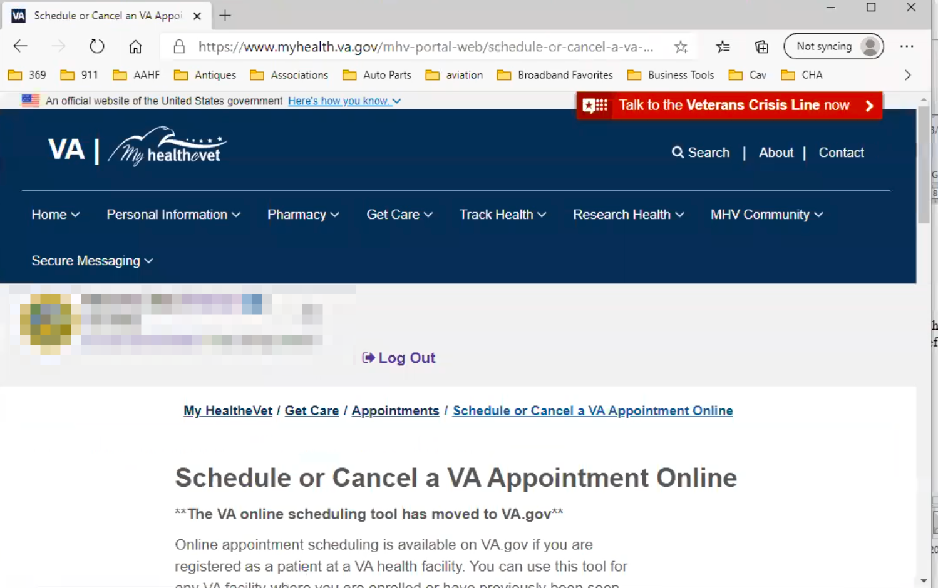 Schedule or Cancel an VA Appoi
https://www.myhealth.va.gov/mhv-portal-web/schedule-or-cancel-a-va-...
Not syncing
369 911 AAHF Antiques Associations Auto Parts aviation Broadband Favorites Business Tools Cav CHA
An official website of the United States government Here's how you know.
Talk to the Veterans Crisis Line now
VA | My healthevet
Search | About | Contact
Home Personal Information Pharmacy Get Care Track Health Research Health MHV Community
Secure Messaging
Log Out
My HealtheVet / Get Care / Appointments / Schedule or Cancel a VA Appointment Online
Schedule or Cancel a VA Appointment Online
**The VA online scheduling tool has moved to VA.gov**
Online appointment scheduling is available on VA.gov if you are
registered as a patient at a VA health facility. You can use this tool for
any VA facility where you are enrolled or have previously been seen